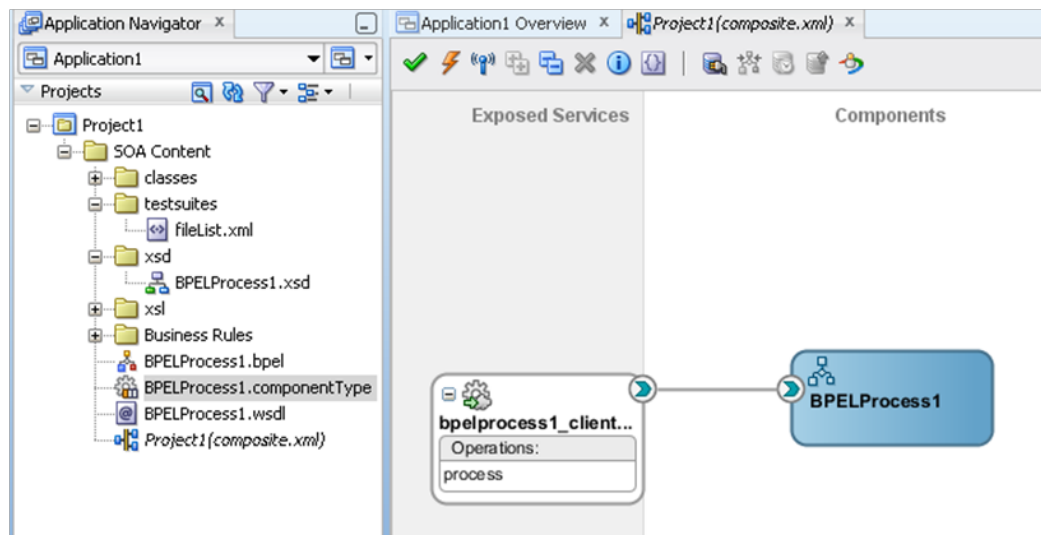 Application Navigator
Application1 Overview
Project1(composite.xml)
Application1
Projects
Project1
SOA Content
classes
testsuites
fileList.xml
xsd
BPELProcess1.xsd
xsl
Business Rules
BPELProcess1.bpel
BPELProcess1.componentType
BPELProcess1.wsdl
Project1(composite.xml)
Exposed Services
Components
bpelprocess1_client...
Operations:
process
BPELProcess1